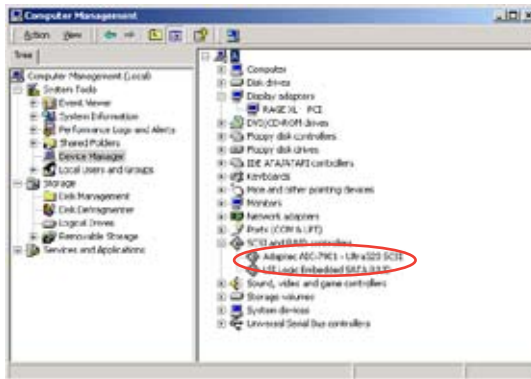 Computer Management
Action View
Tree
Computer Management (Local)
System Tools
Event Viewer
System Information
Performance Logs and Alerts
Shared Folders
Device Manager
Local Users and Groups
Storage
Disk Management
Disk Defragmenter
Logical Drives
Removable Storage
Services and Applications
Computer
Disk drives
Display adapters
RAGE XL PCI
DVD/CD-ROM drives
Floppy disk controllers
Floppy disk drives
IDE ATA/ATAPI controllers
Keyboards
Mice and other pointing devices
Monitors
Network adapters
Ports (COM & LPT)
SCSI and RAID controllers
Adaptec AIC-7901 - Ultra320 SCSI
LSI Logic Embedded SATA RAID
Sound, video and game controllers
Storage volumes
System devices
Universal Serial Bus controllers